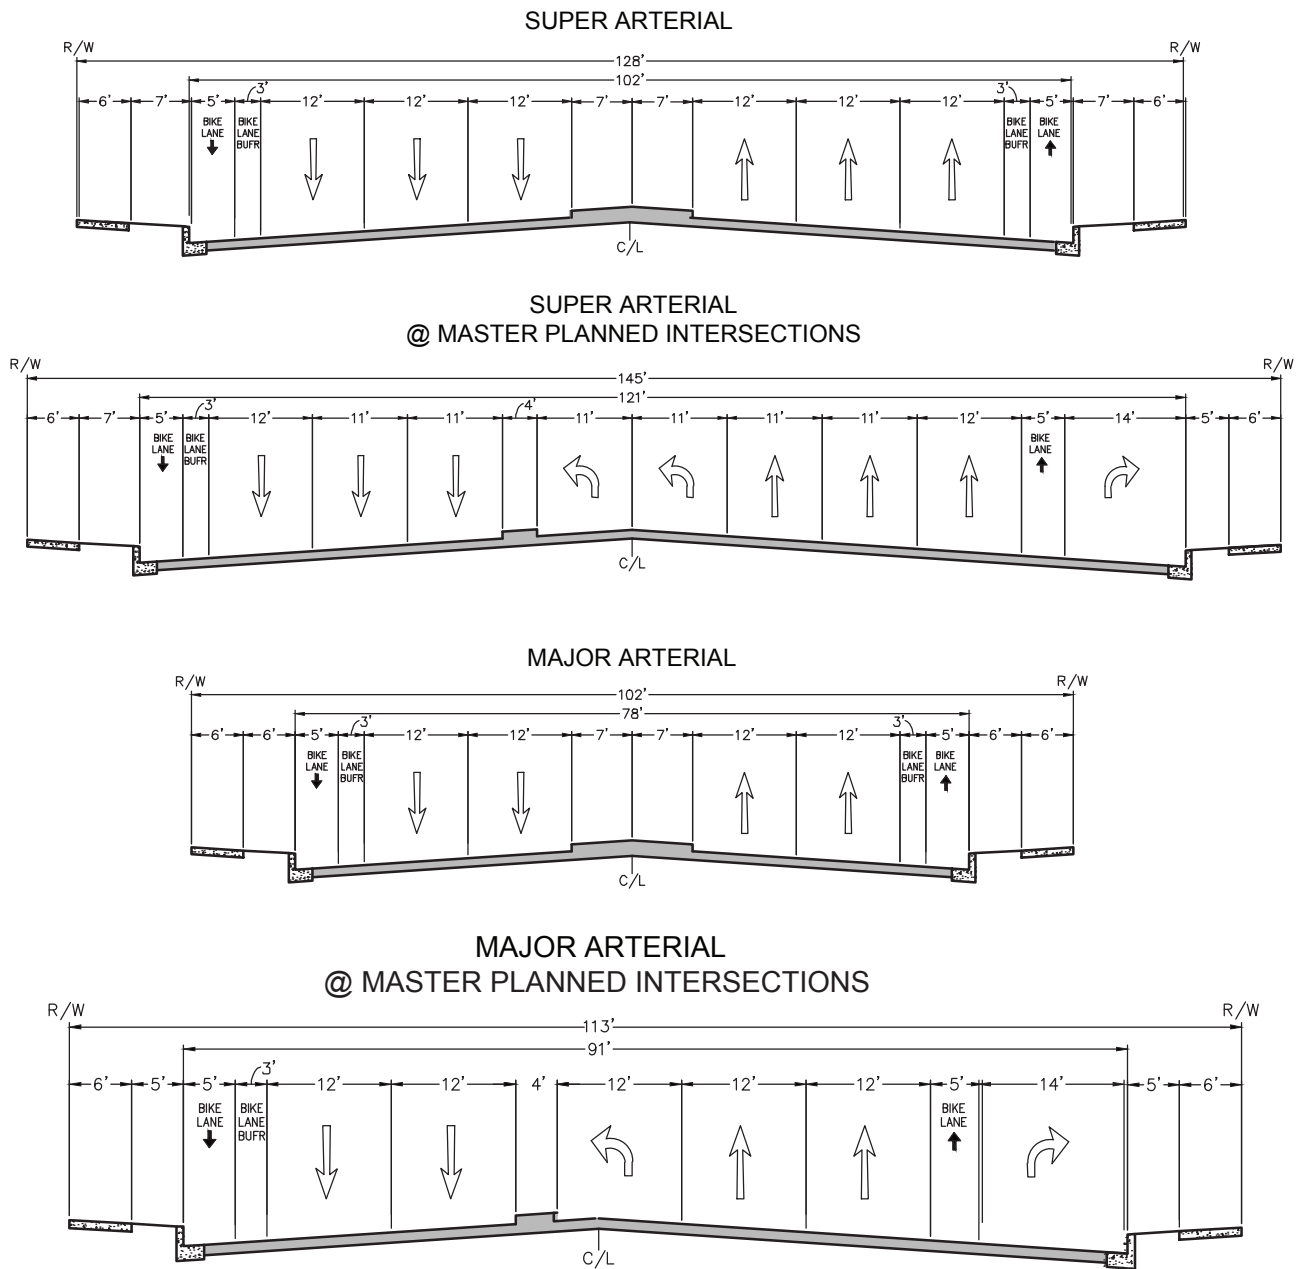 SUPER ARTERIAL
R/W R/W
128'
102'
6' 7' 5' 3' 12' 12' 12' 7' 7' 12' 12' 12' 3' 5' 7' 6'
BIKE BIKE BIKE BIKE
LANE LANE LANE LANE
BUFR BUFR
C/L
SUPER ARTERIAL
@ MASTER PLANNED INTERSECTIONS
R/W R/W
145'
121'
6' 7' 5' 3' 12' 11' 11' 4' 11' 11' 11' 11' 12' 5' 14' 5' 6'
BIKE BIKE BIKE
LANE LANE LANE
BUFR
C/L
MAJOR ARTERIAL
R/W R/W
102'
78'
6' 6' 5' 3' 12' 12' 7' 7' 12' 12' 3' 5' 6' 6'
BIKE BIKE BIKE BIKE
LANE LANE LANE LANE
BUFR BUFR
C/L
MAJOR ARTERIAL
@ MASTER PLANNED INTERSECTIONS
R/W R/W
113'
91'
6' 5' 5' 3' 12' 12' 4' 12' 12' 12' 5' 14' 5' 6'
BIKE BIKE BIKE
LANE LANE LANE
BUFR
C/L